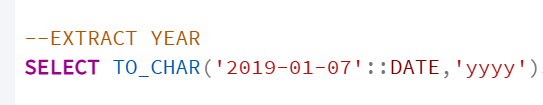 --EXTRACT YEAR
SELECT TO_CHAR('2019-01-07'::DATE,'yyyy')